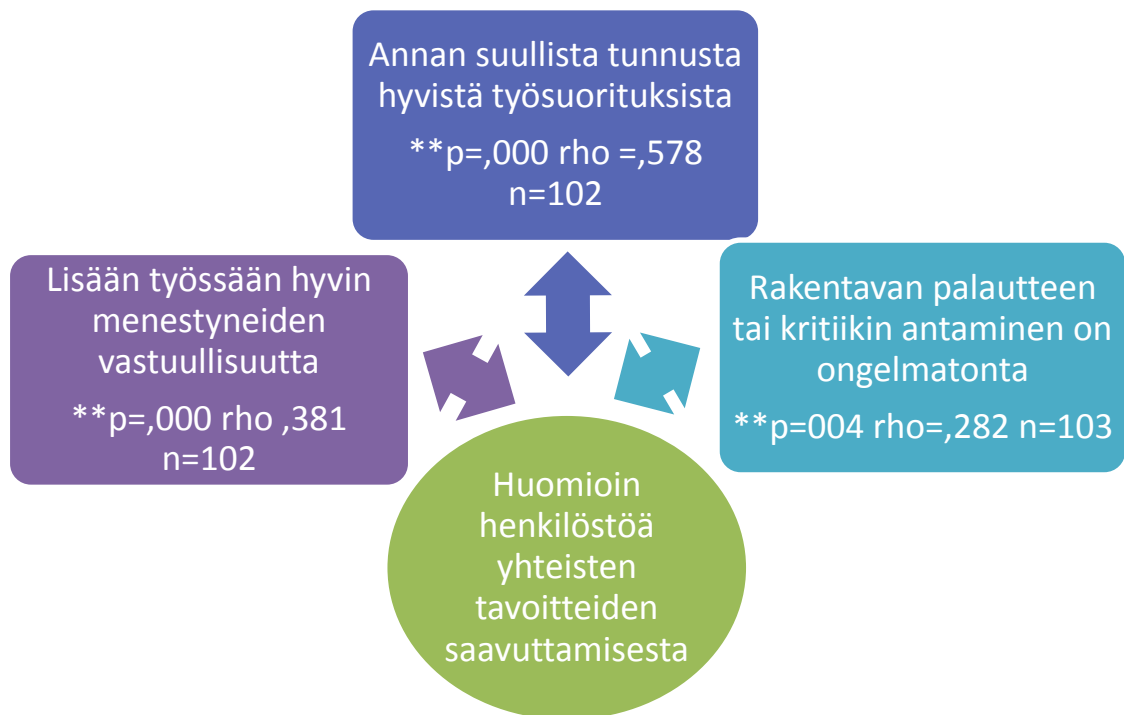 Annan suullista tunnusta
hyvistä työsuorituksista
**p=,000 rho =,578
n=102
Lisään työssään hyvin
menestyneiden
vastuullisuutta
**p=,000 rho ,381
n=102
Rakentavan palautteen
tai kritiikin antaminen on
ongelmatonta
**p=004 rho=,282 n=103
Huomioin
henkilöstöä
yhteisten
tavoitteiden
saavuttamisesta